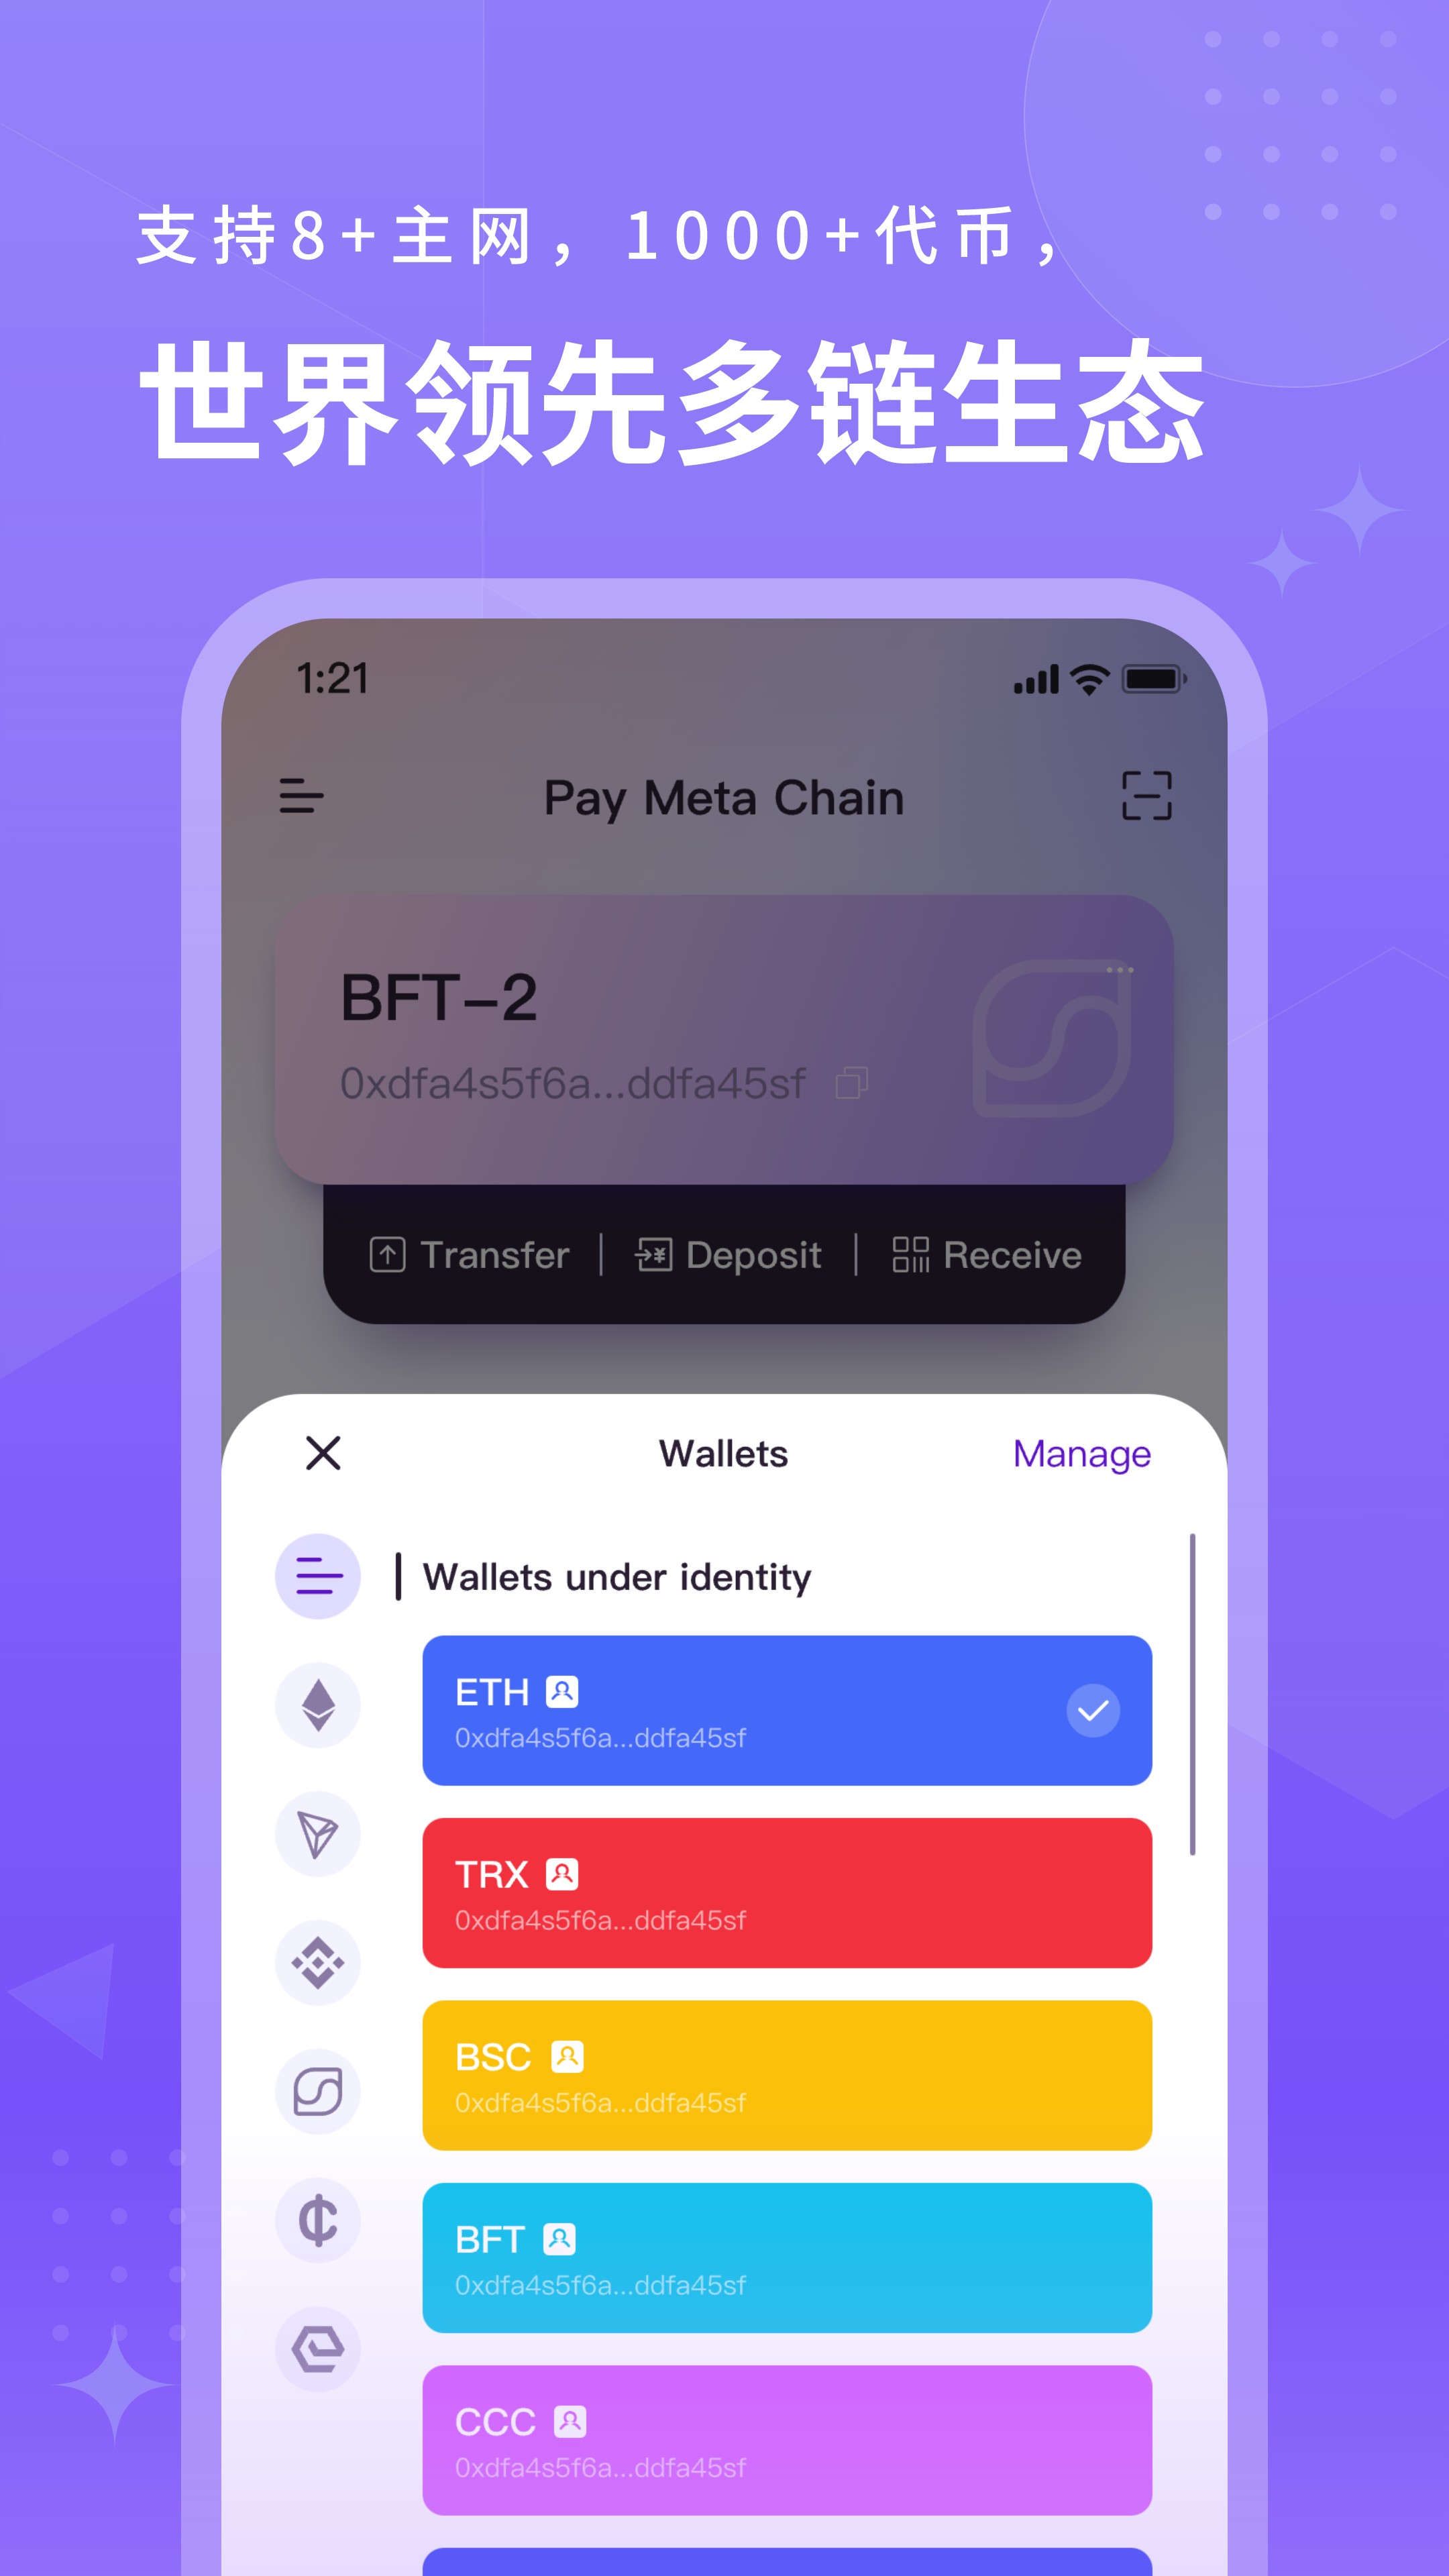 支持8+主网，1000+代币，
世界领先多链生态
1:21
Pay Meta Chain
BFT-2
0xdfa4s5f6a...ddfa45sf
Transfer | Deposit | Receive
Wallets
Manage
Wallets under identity
ETH
0xdfa4s5f6a...ddfa45sf
TRX
0xdfa4s5f6a...ddfa45sf
BSC
0xdfa4s5f6a...ddfa45sf
BFT
0xdfa4s5f6a...ddfa45sf
CCC
0xdfa4s5f6a...ddfa45sf